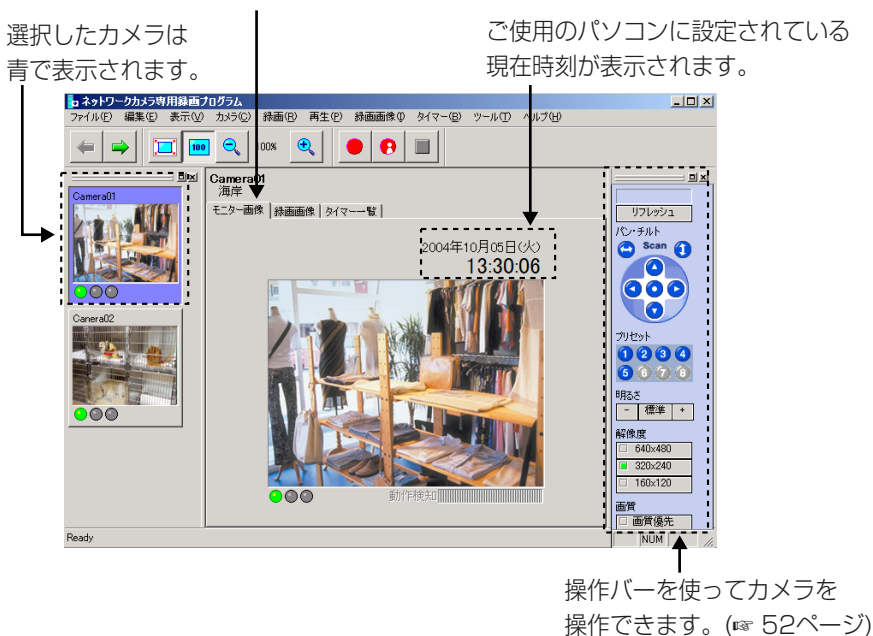 選択したカメラは
青で表示されます。
ご使用のパソコンに設定されている
現在時刻が表示されます。
ネットワークカメラ専用録画プログラム
ファイル(F) 編集(E) 表示(V) カメラ(C) 録画(R) 再生(P) 録画画像(I) タイマー(B) ツール(T) ヘルプ(H)
100 100%
Camera01
Camera01
海岸
モニター画像 録画画像 タイマー一覧
2004年10月05日(火)
13:30:06
Canera02
動作検知
リフレッシュ
パン・チルト
Scan
プリセット
1 2 3 4
5 6 7 8
明るさ
- 標準 +
解像度
640×480
320×240
160×120
画質
画質優先
Ready
NUM
操作バーを使ってカメラを
操作できます。(☞ 52ページ)